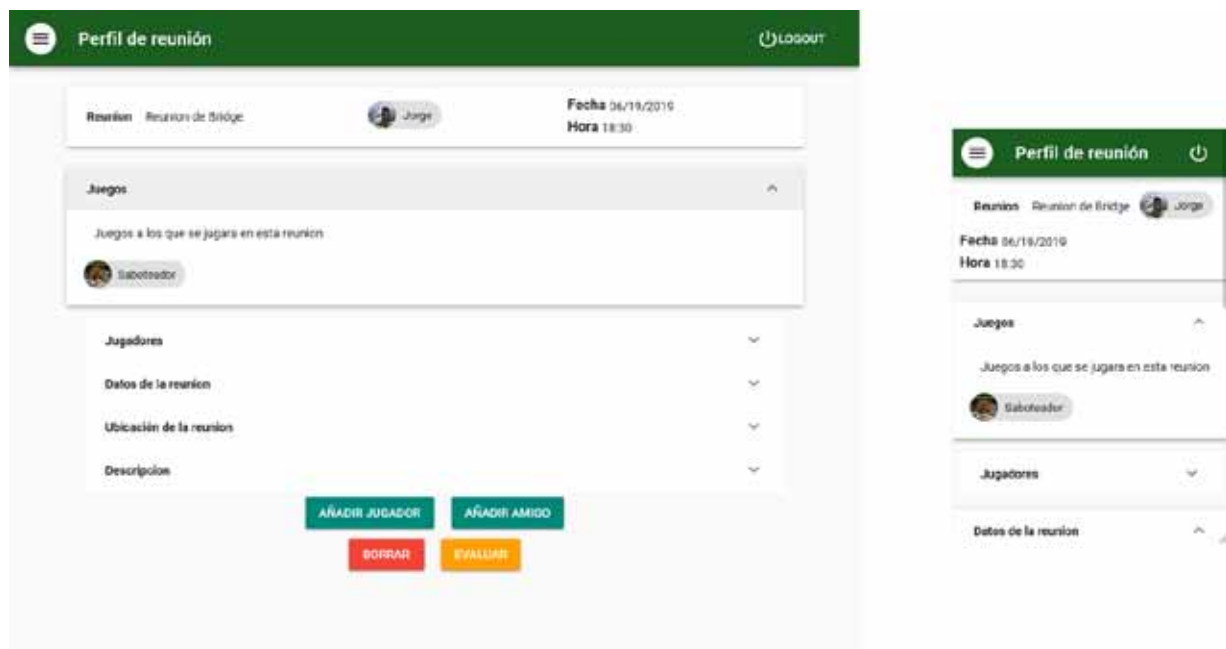 Perfil de reunión
LOGOUT
Reunion Reunion de Bridge
Jorge
Fecha 06/19/2019
Hora 18:30
Juegos
Juegos a los que se jugara en esta reunion
Saboteador
Jugadores
Datos de la reunion
Ubicación de la reunion
Descripcion
AÑADIR JUGADOR
AÑADIR AMIGO
BORRAR
EVALUAR
Perfil de reunión
Reunion Reunion de Bridge
Jorge
Fecha 06/19/2019
Hora 18:30
Juegos
Juegos a los que se jugara en esta reunion
Saboteador
Jugadores
Datos de la reunion